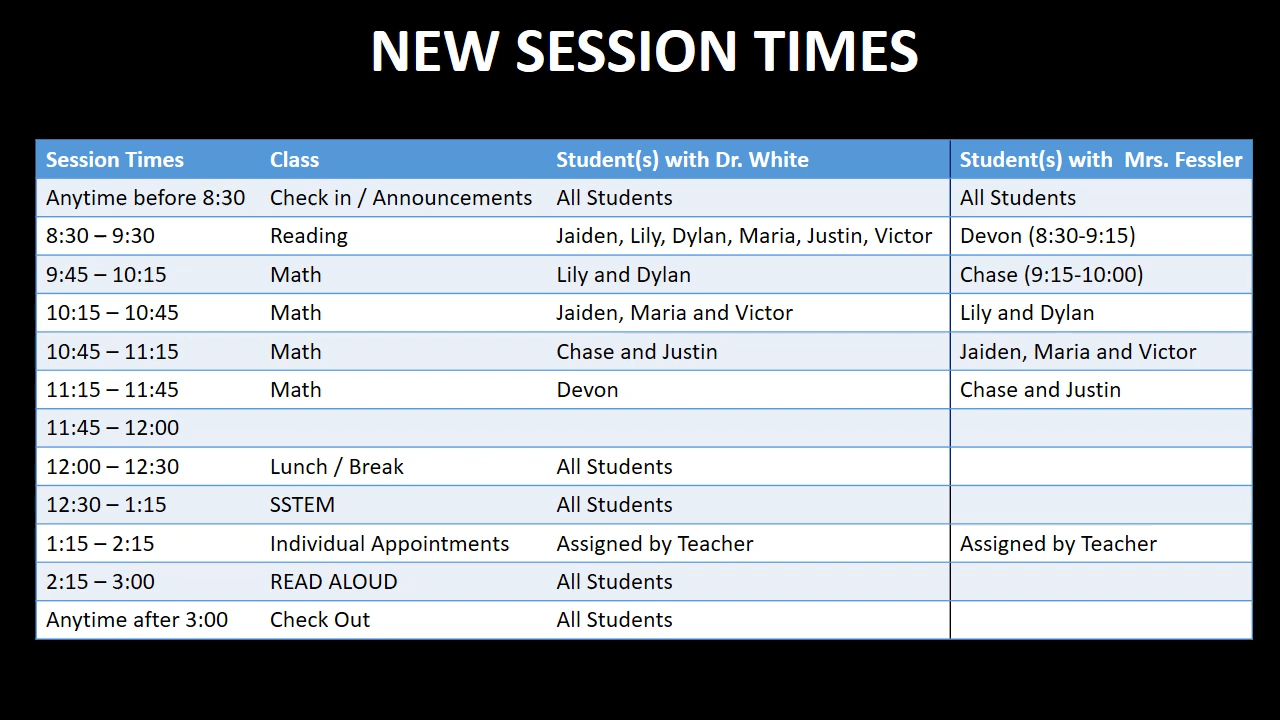 NEW SESSION TIMES
Session Times Class Student(s) with Dr. White Student(s) with  Mrs. Fessler
Anytime before 8:30 Check in / Announcements All Students All Students
8:30 – 9:30 Reading Jaiden, Lily, Dylan, Maria, Justin, Victor Devon (8:30-9:15)
9:45 – 10:15 Math Lily and Dylan Chase (9:15-10:00)
10:15 – 10:45 Math Jaiden, Maria and Victor Lily and Dylan
10:45 – 11:15 Math Chase and Justin Jaiden, Maria and Victor
11:15 – 11:45 Math Devon Chase and Justin
11:45 – 12:00
12:00 – 12:30 Lunch / Break All Students
12:30 – 1:15 SSTEM All Students
1:15 – 2:15 Individual Appointments Assigned by Teacher Assigned by Teacher
2:15 – 3:00 READ ALOUD All Students
Anytime after 3:00 Check Out All Students